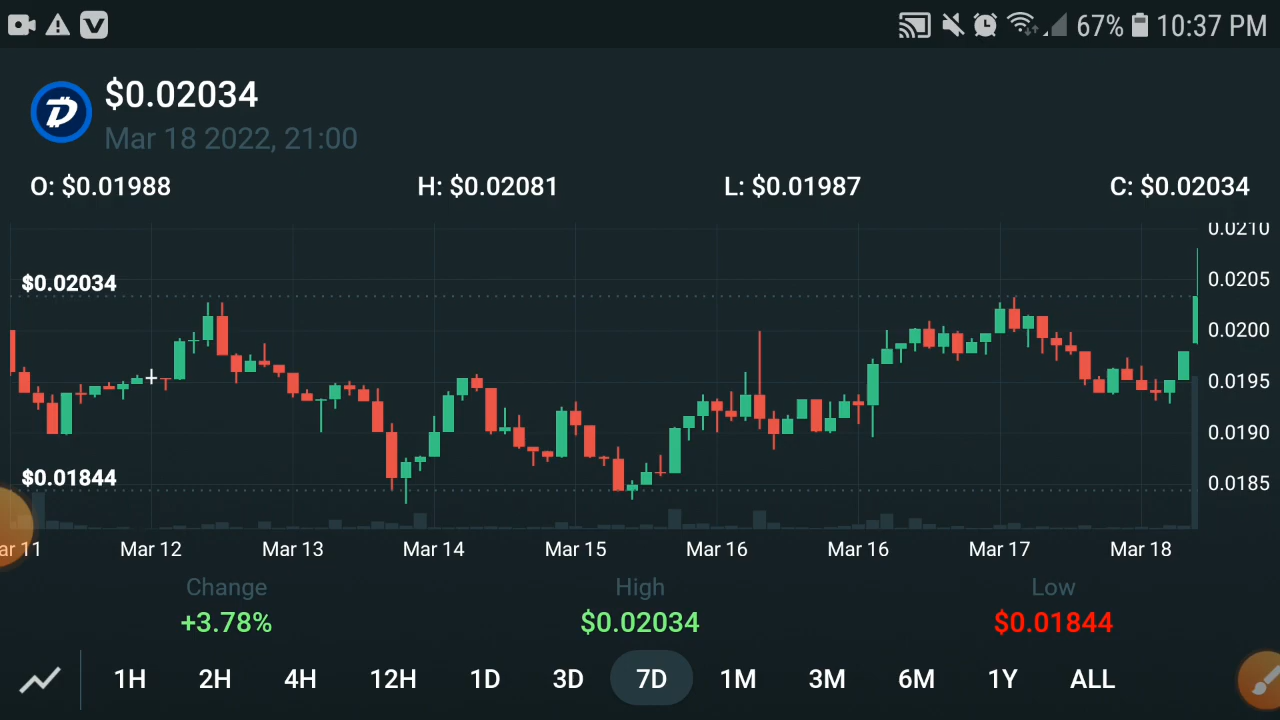 67% 10:37 PM
$0.02034
Mar 18 2022, 21:00
O: $0.01988 H: $0.02081 L: $0.01987 C: $0.02034
0.0210
$0.02034
0.0205
0.0200
0.0195
0.0190
$0.01844
0.0185
ar 11 Mar 12 Mar 13 Mar 14 Mar 15 Mar 16 Mar 16 Mar 17 Mar 18
Change High Low
+3.78% $0.02034 $0.01844
1H 2H 4H 12H 1D 3D 7D 1M 3M 6M 1Y ALL